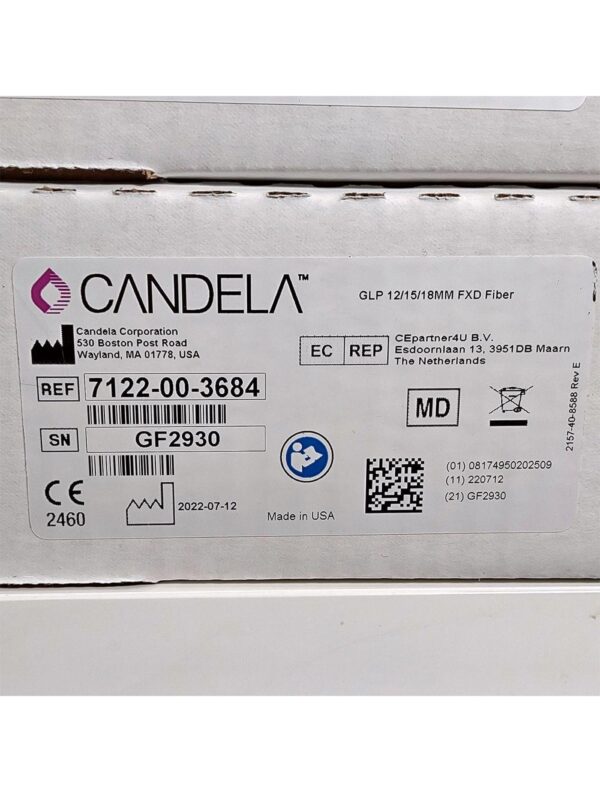 CANDELA™
GLP 12/15/18MM FXD Fiber
Candela Corporation
530 Boston Post Road
Wayland, MA 01778, USA
EC REP
CEpartner4U B.V.
Esdoornlaan 13, 3951DB Maarn
The Netherlands
REF 7122-00-3684
MD
SN GF2930
2157-40-8588 Rev E
CE
2460
2022-07-12
Made in USA
(01) 08174950202509
(11) 220712
(21) GF2930